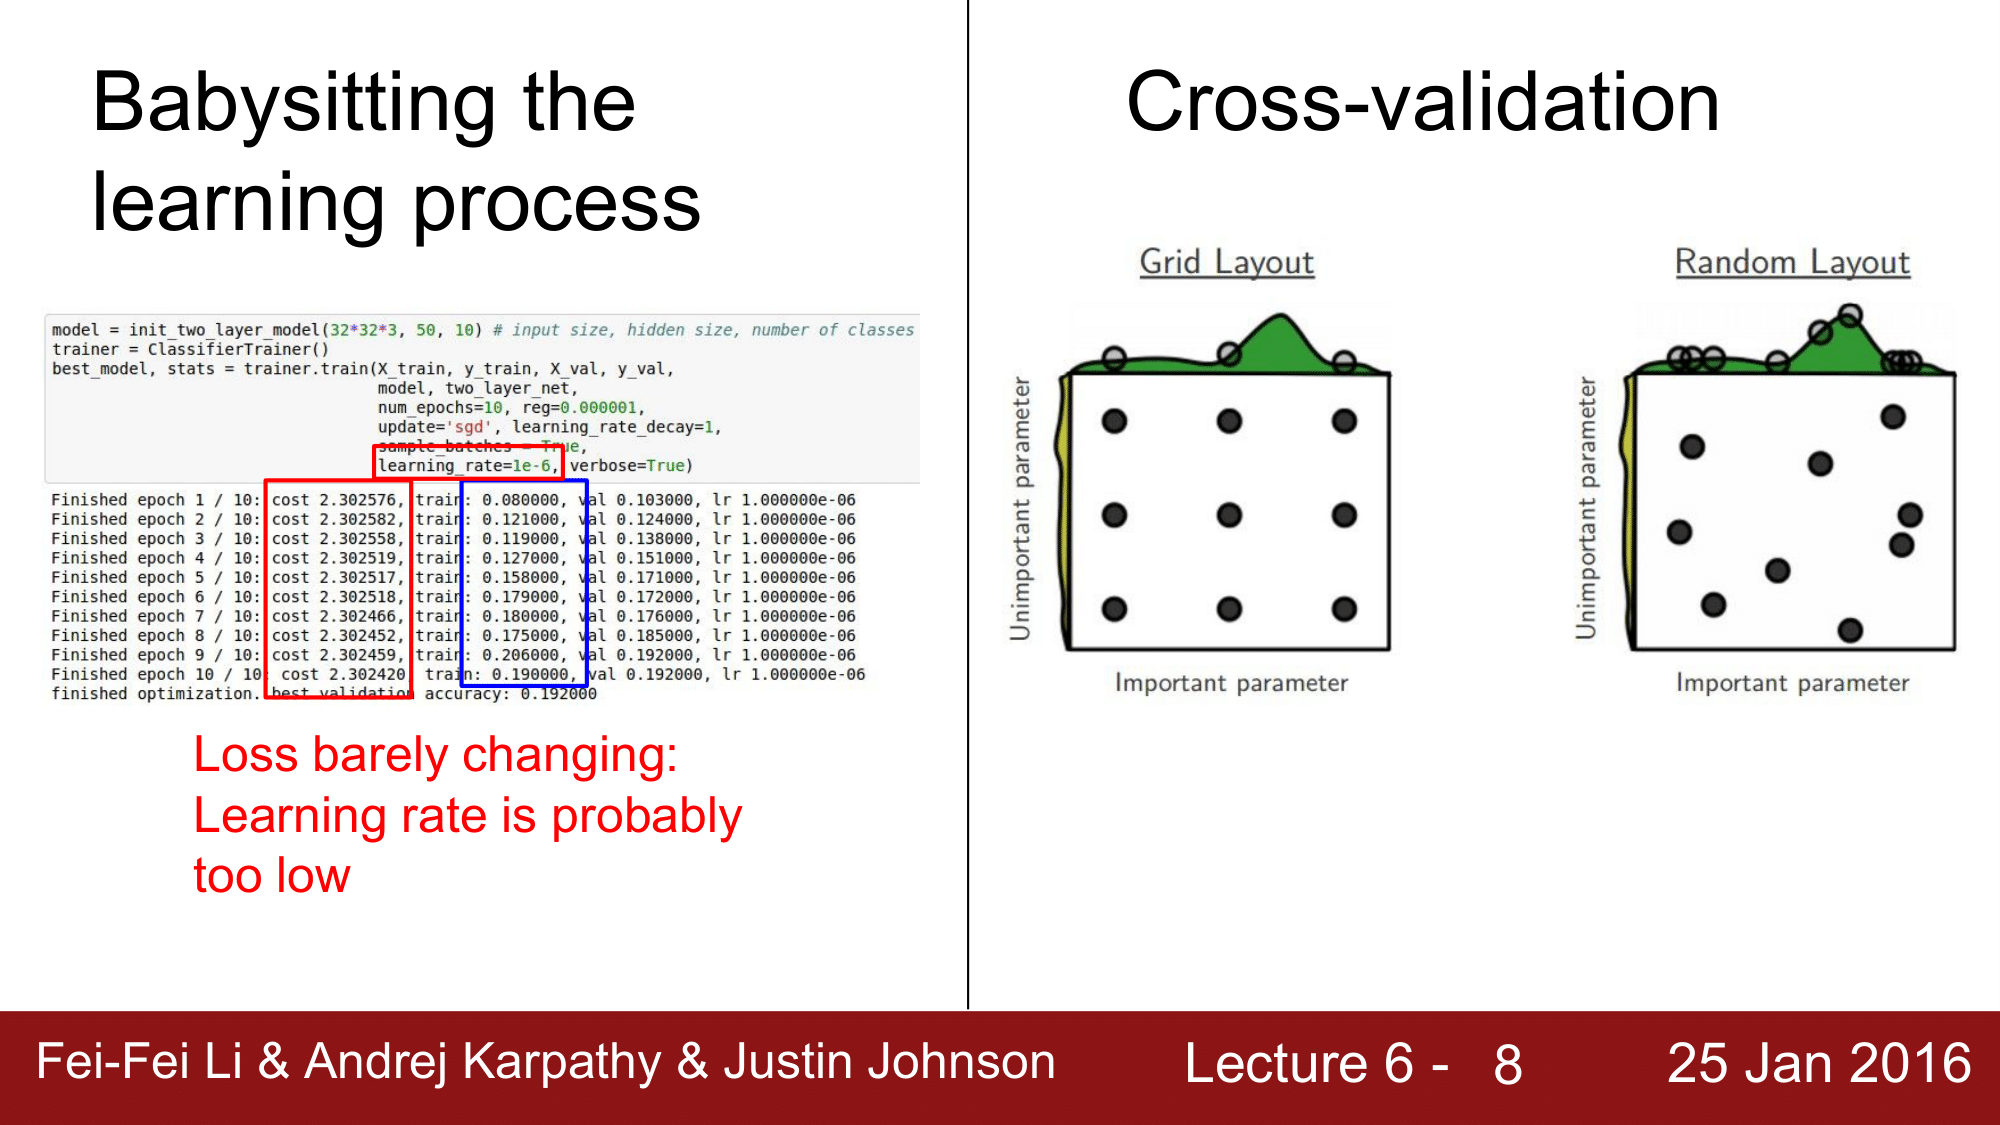 Babysitting the
learning process
model = init_two_layer_model(32*32*3, 50, 10) # input size, hidden size, number of classes
trainer = ClassifierTrainer()
best_model, stats = trainer.train(X_train, y_train, X_val, y_val,
model, two_layer_net,
num_epochs=10, reg=0.000001,
update='sgd', learning_rate_decay=1,
sample_batches = True,
learning_rate=1e-6, verbose=True)
Finished epoch 1 / 10: cost 2.302576, train: 0.080000, val 0.103000, lr 1.000000e-06
Finished epoch 2 / 10: cost 2.302582, train: 0.121000, val 0.124000, lr 1.000000e-06
Finished epoch 3 / 10: cost 2.302558, train: 0.119000, val 0.138000, lr 1.000000e-06
Finished epoch 4 / 10: cost 2.302519, train: 0.127000, val 0.151000, lr 1.000000e-06
Finished epoch 5 / 10: cost 2.302517, train: 0.158000, val 0.171000, lr 1.000000e-06
Finished epoch 6 / 10: cost 2.302518, train: 0.179000, val 0.172000, lr 1.000000e-06
Finished epoch 7 / 10: cost 2.302466, train: 0.180000, val 0.176000, lr 1.000000e-06
Finished epoch 8 / 10: cost 2.302452, train: 0.175000, val 0.185000, lr 1.000000e-06
Finished epoch 9 / 10: cost 2.302459, train: 0.206000, val 0.192000, lr 1.000000e-06
Finished epoch 10 / 10: cost 2.302420, train: 0.190000, val 0.192000, lr 1.000000e-06
finished optimization. best validation accuracy: 0.192000
Loss barely changing:
Learning rate is probably
too low
Cross-validation
Grid Layout
Unimportant parameter
Important parameter
Random Layout
Unimportant parameter
Important parameter
Fei-Fei Li & Andrej Karpathy & Justin Johnson
Lecture 6 - 8
25 Jan 2016